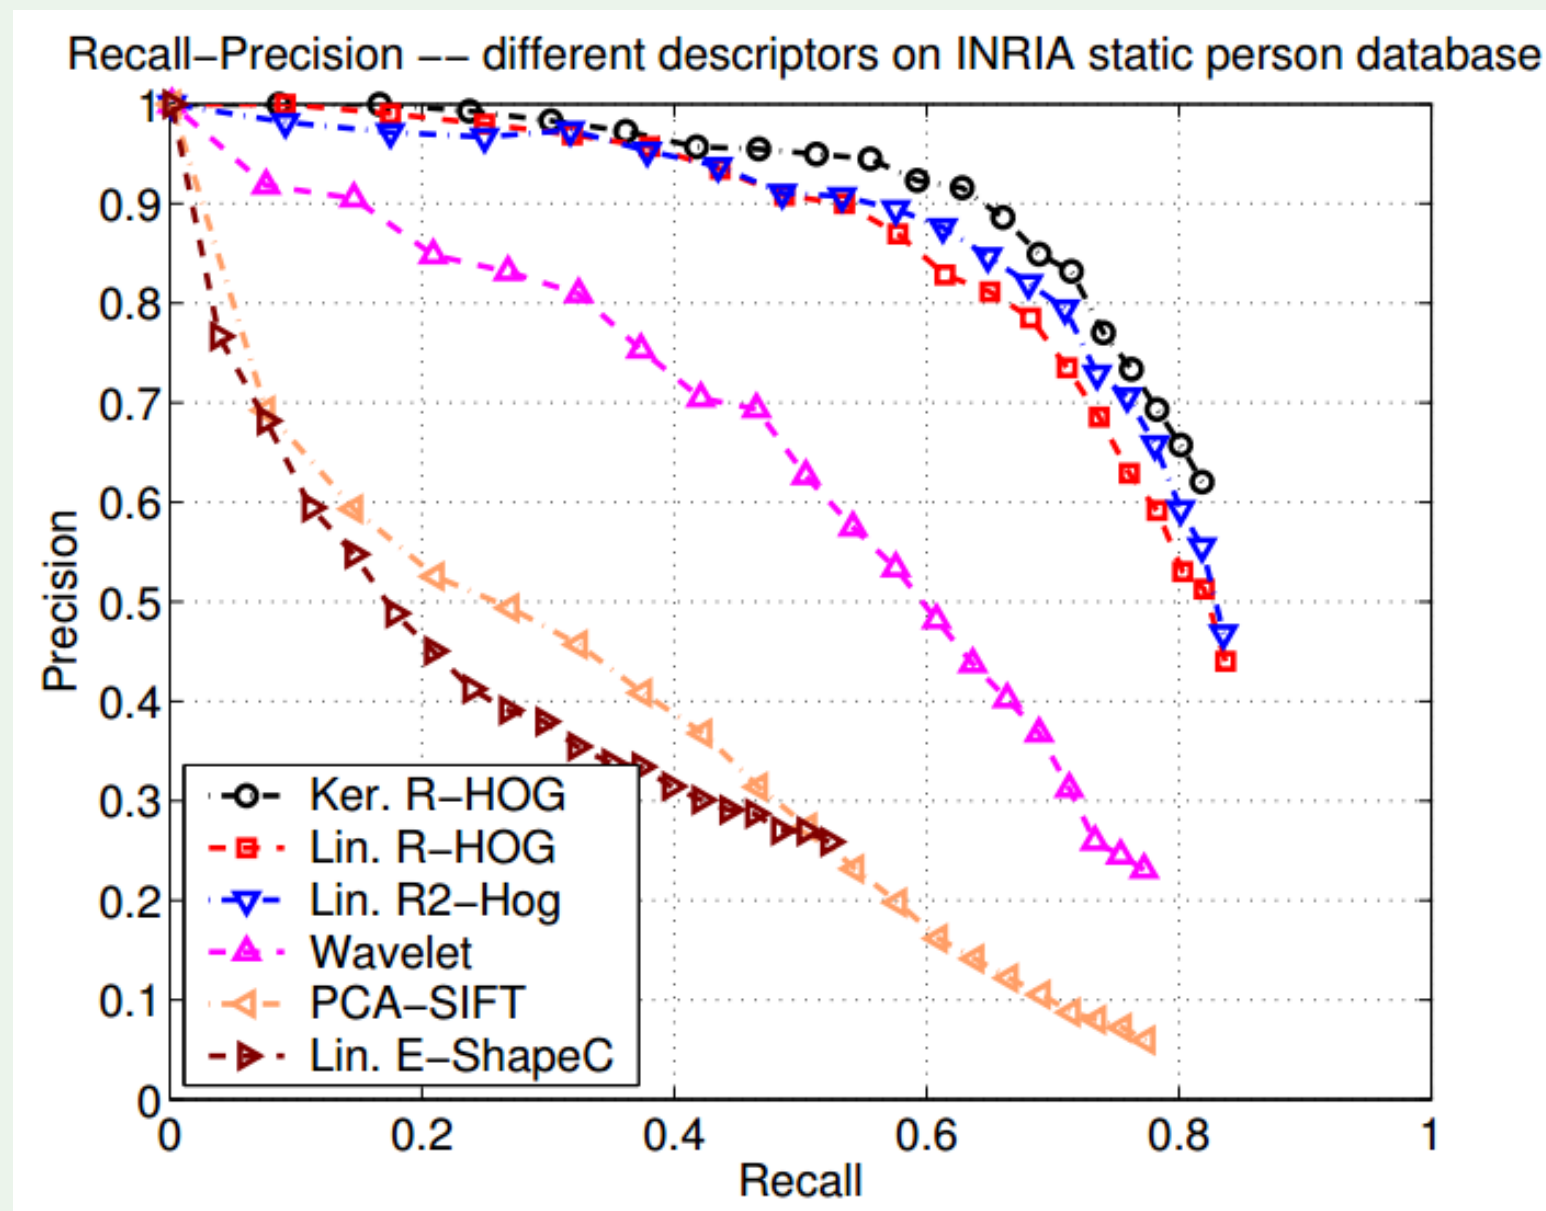 Recall–Precision –– different descriptors on INRIA static person database
1
0.9
0.8
0.7
0.6
0.5
0.4
0.3
0.2
0.1
0
Precision
Ker. R–HOG
Lin. R–HOG
Lin. R2–Hog
Wavelet
PCA–SIFT
Lin. E–ShapeC
0 0.2 0.4 0.6 0.8 1
Recall